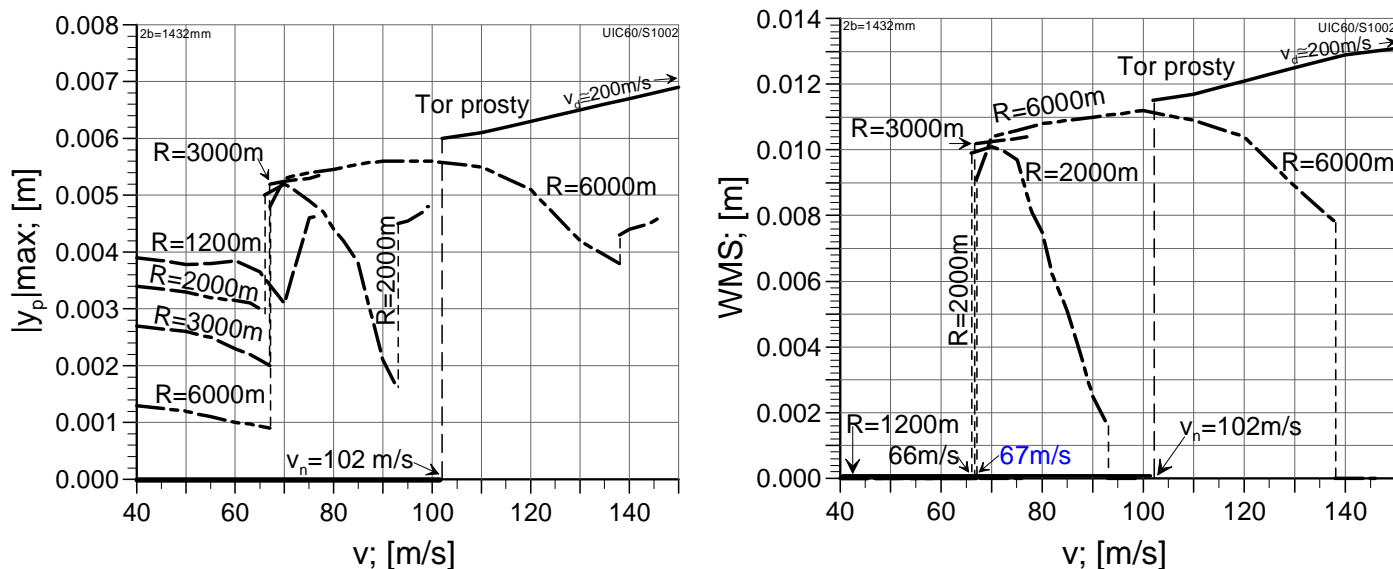 0.008
0.007
0.006
0.005
0.004
0.003
0.002
0.001
0.000
|yp|max; [m]
2b=1432mm
UIC60/S1002
vd≅200m/s
Tor prosty
R=3000m
R=6000m
R=1200m
R=2000m
R=3000m
R=6000m
R=2000m
vn=102 m/s
40 60 80 100 120 140
v; [m/s]
0.014
0.012
0.010
0.008
0.006
0.004
0.002
0.000
WMS; [m]
2b=1432mm
UIC60/S1002
vd≅200m/s
Tor prosty
R=6000m
R=3000m
R=2000m
R=6000m
R=2000m
R=1200m
66m/s
67m/s
vn=102m/s
40 60 80 100 120 140
v; [m/s]